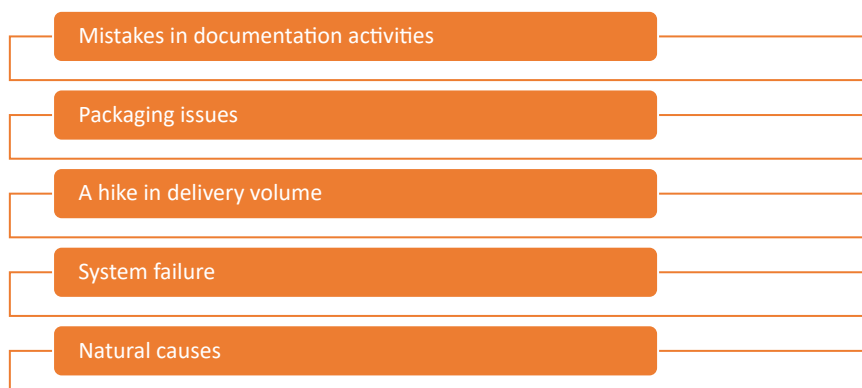 Mistakes in documentation activities
Packaging issues
A hike in delivery volume
System failure
Natural causes